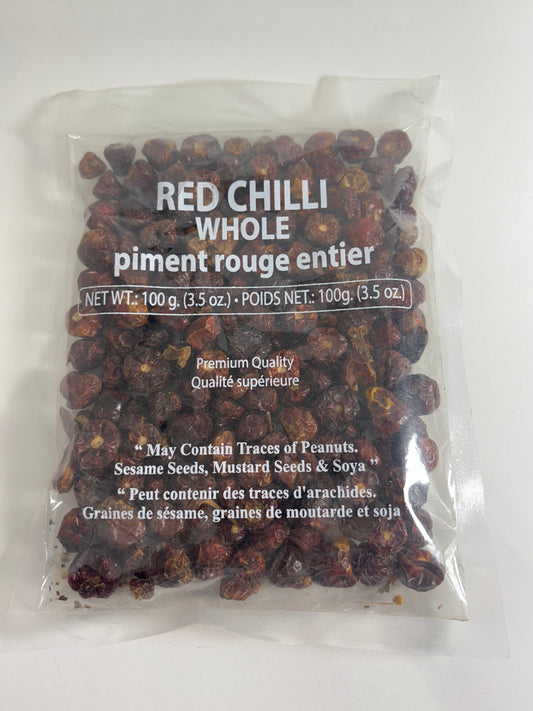 RED CHILLI
WHOLE
piment rouge entier
NET WT.: 100 g. (3.5 oz.) • POIDS NET.: 100g. (3.5 oz.)
Premium Quality
Qualité supérieure
“ May Contain Traces of Peanuts.
Sesame Seeds, Mustard Seeds & Soya ”
“ Peut contenir des traces d'arachides.
Graines de sésame, graines de moutarde et soja